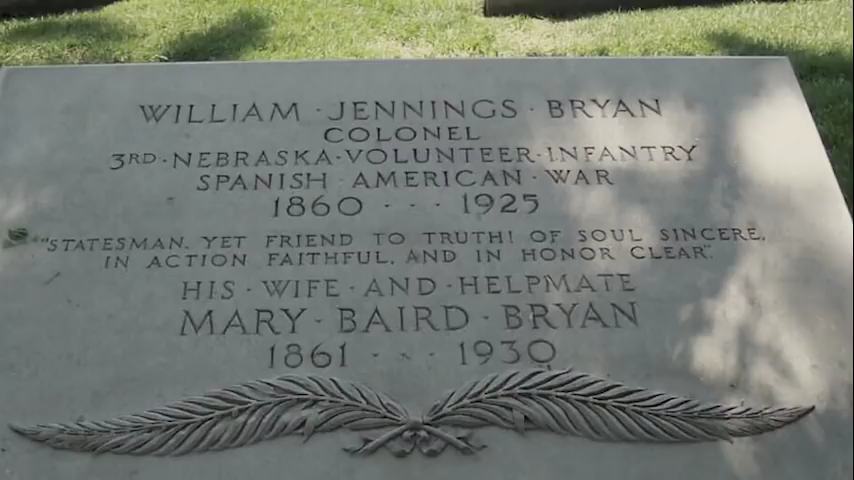 WILLIAM · JENNINGS · BRYAN
COLONEL
3RD · NEBRASKA · VOLUNTEER · INFANTRY
SPANISH · AMERICAN · WAR
1860 · · · 1925
"STATESMAN, YET FRIEND TO TRUTH! OF SOUL SINCERE,
IN ACTION FAITHFUL, AND IN HONOR CLEAR".
HIS · WIFE · AND · HELPMATE
MARY · BAIRD · BRYAN
1861 · · · 1930